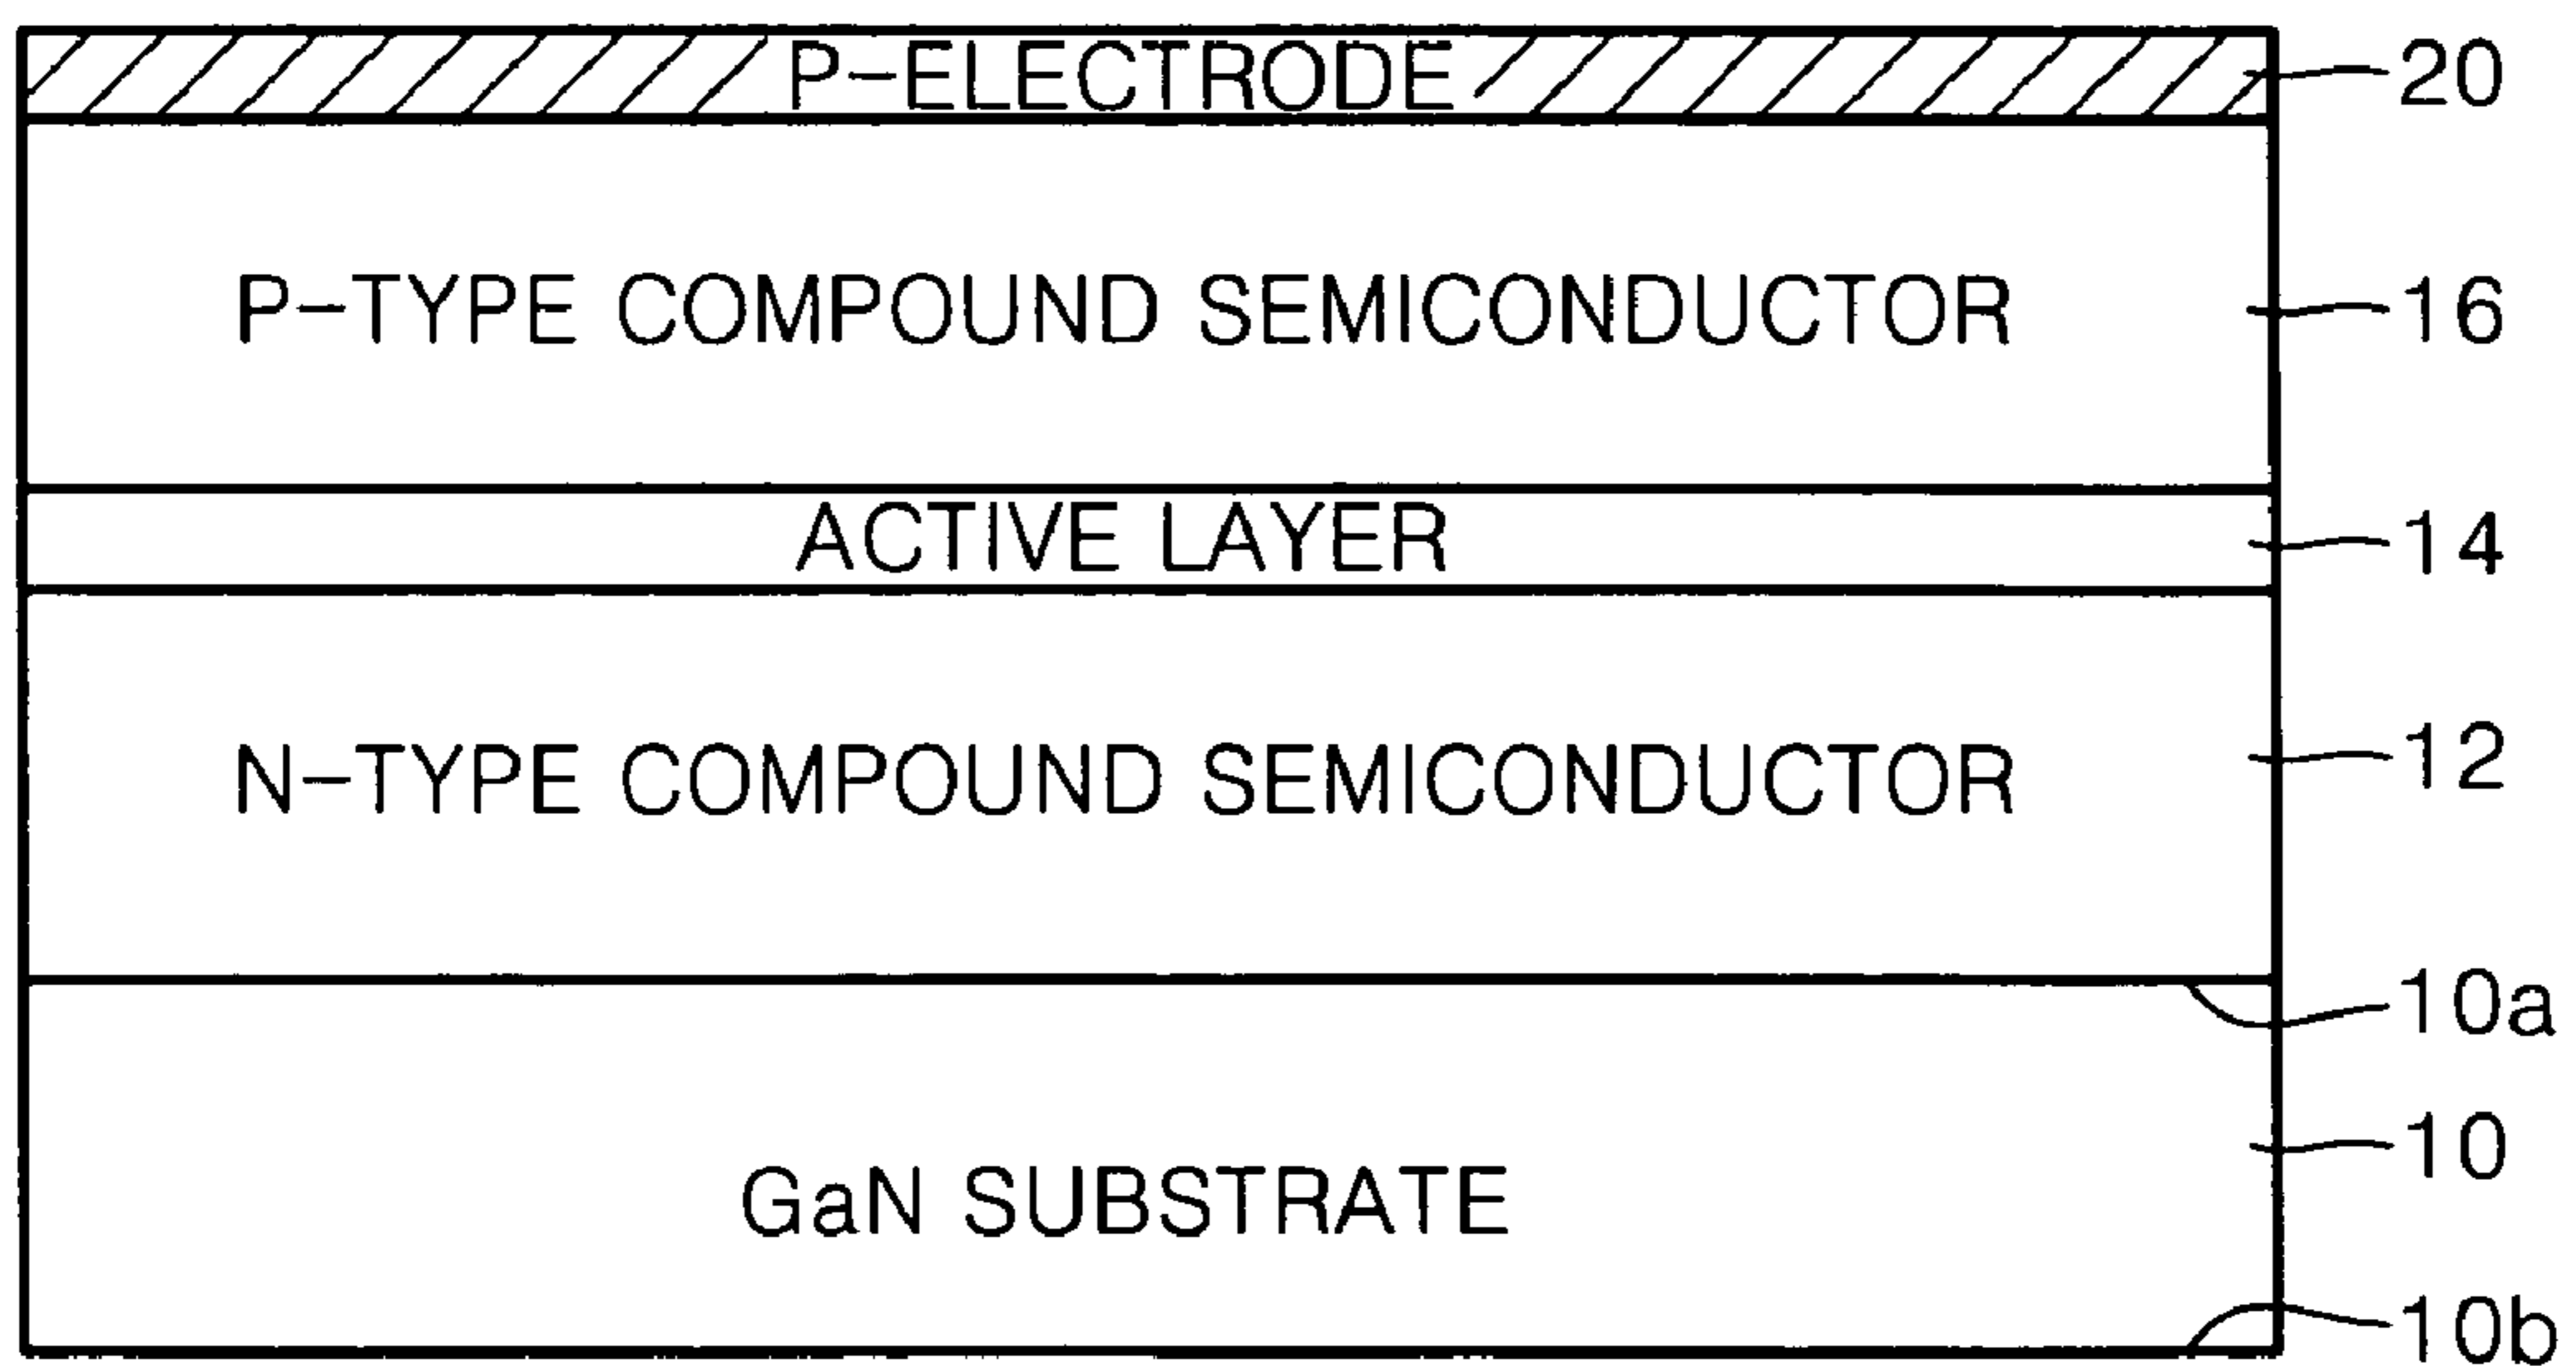 P-ELECTRODE 20
P-TYPE COMPOUND SEMICONDUCTOR 16
ACTIVE LAYER 14
N-TYPE COMPOUND SEMICONDUCTOR 12
10a
10
GaN SUBSTRATE
10b